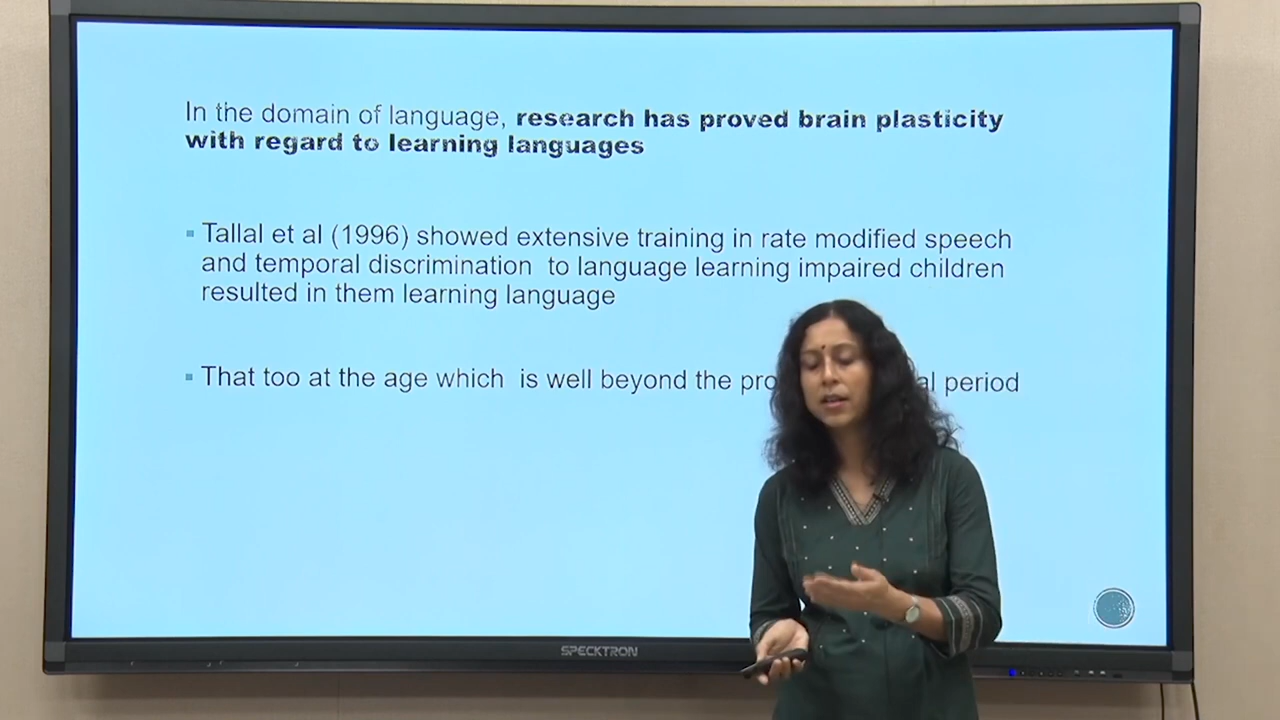 In the domain of language, research has proved brain plasticity
with regard to learning languages
▪ Tallal et al (1996) showed extensive training in rate modified speech
and temporal discrimination to language learning impaired children
resulted in them learning language
▪ That too at the age which is well beyond the period
SPECKTRON